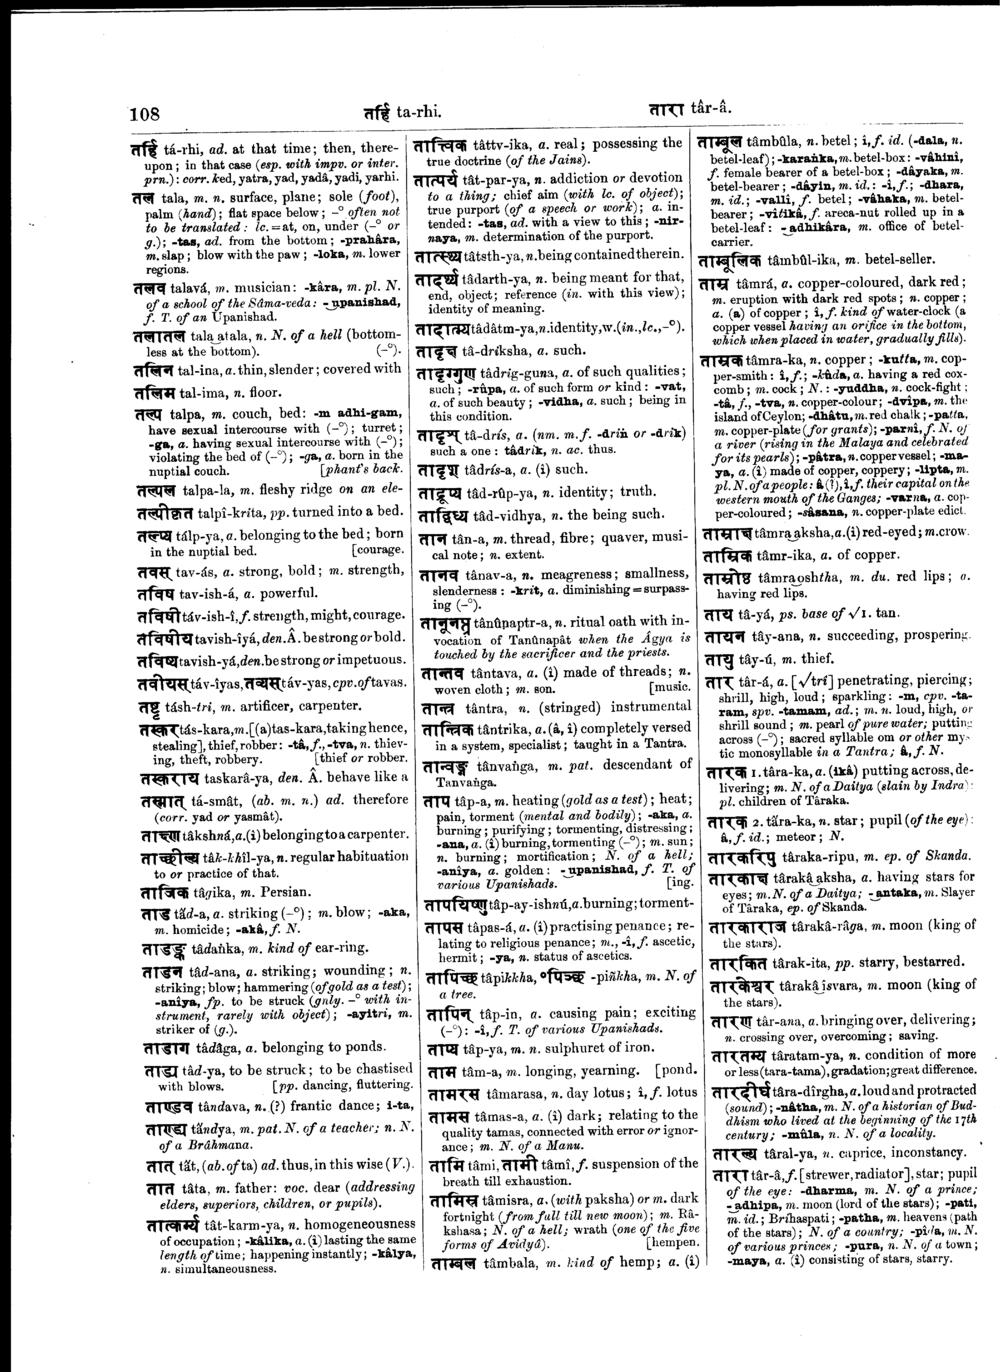 108
तर्हि ta-rhi.
तारा târ-â.
तर्हि tá-rhi, ad. at that time; then, there-
upon; in that case (esp. with impv. or inter.
prn.): corr. ked, yatra, yad, yadâ, yadi, yarhi.
तल tala, m. n. surface, plane; sole (foot),
palm (hand); flat space below; -° often not
to be translated: lc.=at, on, under (-° or
g.); -tas, ad. from the bottom; -prahâra,
m. slap; blow with the paw; -loka, m. lower
regions.
तलव talavá, m. musician: -kâra, m. pl. N.
of a school of the Sâma-veda: -‿upanishad,
f. T. of an Upanishad.
तलातल tala‿atala, n. N. of a hell (bottom-
less at the bottom). (-°).
तलिन tal-ina, a. thin, slender; covered with
तलिम tal-ima, n. floor.
तल्प talpa, m. couch, bed: -m adhi-gam,
have sexual intercourse with (-°); turret;
-ga, a. having sexual intercourse with (-°);
violating the bed of (-°); -ga, a. born in the
nuptial couch. [phant's back.
तल्पल talpa-la, m. fleshy ridge on an ele-
तल्पीकृत talpî-krita, pp. turned into a bed.
तल्प्य tálp-ya, a. belonging to the bed; born
in the nuptial bed. [courage.
तवस् tav-ás, a. strong, bold; m. strength,
तविष tav-ish-á, a. powerful.
तविषी táv-ish-î, f. strength, might, courage.
तविषीय tavish-îyá, den. Â. be strong or bold.
तविष्य tavish-yá, den. be strong or impetuous.
तवीयस् táv-îyas, तव्यस् táv-yas, cpv. of tavas.
तष्टृ tásh-tri, m. artificer, carpenter.
तस्कर tás-kara, m. [(a)tas-kara, taking hence,
stealing], thief, robber: -tâ, f., -tva, n. thiev-
ing, theft, robbery. [thief or robber.
तस्कराय taskarâ-ya, den. Â. behave like a
तस्मात् tá-smât, (ab. m. n.) ad. therefore
(corr. yad or yasmât).
ताक्ष्ण tâkshná, a. (î) belonging to a carpenter.
ताच्छील्य tâk-khîl-ya, n. regular habituation
to or practice of that.
ताजिक tâgika, m. Persian.
ताड tâd-a, a. striking (-°); m. blow; -aka,
m. homicide; -akâ, f. N.
ताडङ्क tâdaṅka, m. kind of ear-ring.
ताडन tâd-ana, a. striking; wounding; n.
striking; blow; hammering (of gold as a test);
-anîya, fp. to be struck (gnly. -° with in-
strument, rarely with object); -ayitri, m.
striker of (g.).
ताडाग tâdâga, a. belonging to ponds.
ताड्य tâd-ya, to be struck; to be chastised
with blows. [pp. dancing, fluttering.
ताण्डव tândava, n. (?) frantic dance; i-ta,
ताण्ड्य tândya, m. pat. N. of a teacher; n. N.
of a Brâhmana.
तात् tât, (ab. of ta) ad. thus, in this wise (V.).
तात tâta, m. father: voc. dear (addressing
elders, superiors, children, or pupils).
तात्कर्म्य tât-karm-ya, n. homogeneousness
of occupation; -kâlika, a. (î) lasting the same
length of time; happening instantly; -kâlya,
n. simultaneousness.
तात्त्विक tâttv-ika, a. real; possessing the
true doctrine (of the Jains).
तात्पर्य tât-par-ya, n. addiction or devotion
to a thing; chief aim (with lc. of object);
true purport (of a speech or work); a. in-
tended: -tas, ad. with a view to this; -nir-
naya, m. determination of the purport.
तात्स्थ्य tâtsth-ya, n. being contained therein.
तादर्थ्य tâdarth-ya, n. being meant for that,
end, object; reference (in. with this view);
identity of meaning.
तादात्म्य tâdâtm-ya, n. identity, w. (in., lc., -°).
तादृक्ष tâ-dríksha, a. such.
तादृग्गुण tâdrig-guna, a. of such qualities;
such; -rûpa, a. of such form or kind: -vat,
a. of such beauty; -vidha, a. such; being in
this condition.
तादृश् tâ-drís, a. (nm. m. f. -driṅ or -drik)
such a one: tâdrik, n. ac. thus.
तादृश tâdrís-a, a. (î) such.
ताद्रूप्य tâd-rûp-ya, n. identity; truth.
ताद्विध्य tâd-vidhya, n. the being such.
तान tân-a, m. thread, fibre; quaver, musi-
cal note; n. extent.
तानव tânav-a, n. meagreness; smallness,
slenderness: -krit, a. diminishing=surpass-
ing (-°).
तानूनप्त्र tânûnaptr-a, n. ritual oath with in-
vocation of Tanûnapât when the Âgya is
touched by the sacrificer and the priests.
तान्तव tântava, a. (î) made of threads; n.
woven cloth; m. son. [music.
तान्त्र tântra, n. (stringed) instrumental
तान्त्रिक tântrika, a. (â, î) completely versed
in a system, specialist; taught in a Tantra.
तान्वङ्ग tânvaṅga, m. pat. descendant of
Tanvaṅga.
ताप tâp-a, m. heating (gold as a test); heat;
pain, torment (mental and bodily); -aka, a.
burning; purifying; tormenting, distressing;
-ana, a. (î) burning, tormenting (-°); m. sun;
n. burning; mortification; N. of a hell;
-anîya, a. golden: -‿upanishad, f. T. of
various Upanishads. [ing.
तापयिष्णु tâp-ay-ishnú, a. burning; torment-
तापस tâpas-á, a. (î) practising penance; re-
lating to religious penance; m., -î, f. ascetic,
hermit; -ya, n. status of ascetics.
तापिच्छ tâpikkha, °पिञ्छ -piñkha, m. N. of
a tree.
तापिन् tâp-in, a. causing pain; exciting
(-°): -î, f. T. of various Upanishads.
ताप्य tâp-ya, m. n. sulphuret of iron.
ताम tâm-a, m. longing, yearning. [pond.
तामरस tâmarasa, n. day lotus; î, f. lotus
तामस tâmas-a, a. (î) dark; relating to the
quality tamas, connected with error or ignor-
ance; m. N. of a Manu.
तामि tâmi, तामी tâmî, f. suspension of the
breath till exhaustion.
तामिस्र tâmisra, a. (with paksha) or m. dark
fortnight (from full till new moon); m. Râ-
kshasa; N. of a hell; wrath (one of the five
forms of Avidyâ). [hempen.
ताम्बल tâmbala, m. kind of hemp; a. (î)
ताम्बूल tâmbûla, n. betel; î, f. id. (-dala, n.
betel-leaf); -karaṅka, m. betel-box: -vâhinî,
f. female bearer of a betel-box; -dâyaka, m.
betel-bearer; -dâyin, m. id.: -î, f.; -dhara,
m. id.; -vallî, f. betel; -vâhaka, m. betel-
bearer; -vîtikâ, f. areca-nut rolled up in a
betel-leaf: -‿adhikâra, m. office of betel-
carrier.
ताम्बूलिक tâmbûl-ika, m. betel-seller.
ताम्र tâmrá, a. copper-coloured, dark red;
m. eruption with dark red spots; n. copper;
a. (a) of copper; î, f. kind of water-clock (a
copper vessel having an orifice in the bottom,
which when placed in water, gradually fills).
ताम्रक tâmra-ka, n. copper; -kutta, m. cop-
per-smith: î, f.; -kûda, a. having a red cox-
comb; m. cock; N.: -yuddha, n. cock-fight;
-tâ, f., -tva, n. copper-colour; -dvîpa, m. the
island of Ceylon; -dhâtu, m. red chalk; -patta,
m. copper-plate (for grants); -parnî, f. N. of
a river (rising in the Malaya and celebrated
for its pearls); -pâtra, n. copper vessel; -ma-
ya, a. (î) made of copper, coppery; -lipta, m.
pl. N. of a people: â (?), î, f. their capital on the
western mouth of the Ganges; -varna, a. cop-
per-coloured; -sâsana, n. copper-plate edict.
ताम्राक्ष tâmra‿aksha, a. (î) red-eyed; m. crow.
ताम्रिक tâmr-ika, a. of copper.
ताम्रोष्ठ tâmra‿oshtha, m. du. red lips; a.
having red lips.
ताय tâ-yá, ps. base of √1. tan.
तायन tây-ana, n. succeeding, prospering.
तायु tây-ú, m. thief.
तार târ-á, a. [√trî] penetrating, piercing;
shrill, high, loud; sparkling: -m, cpv. -ta-
ram, spv. -tamam, ad.; m. n. loud, high, or
shrill sound; m. pearl of pure water; putting
across (-°); sacred syllable om or other mys-
tic monosyllable in a Tantra; â, f. N.
तारक 1. târa-ka, a. (ikâ) putting across, de-
livering; m. N. of a Daitya (slain by Indra):
pl. children of Târaka.
तारक 2. târa-ka, n. star; pupil (of the eye):
â, f. id.; meteor; N.
तारकरिपु târaka-ripu, m. ep. of Skanda.
तारकाक्ष târakâ‿aksha, a. having stars for
eyes; m. N. of a Daitya; -‿antaka, m. Slayer
of Târaka, ep. of Skanda.
तारकाराज târakâ-râga, m. moon (king of
the stars).
तारकित târak-ita, pp. starry, bestarred.
तारकेश्वर târakâ‿îsvara, m. moon (king of
the stars).
तारण târ-ana, a. bringing over, delivering;
n. crossing over, overcoming; saving.
तारतम्य târatam-ya, n. condition of more
or less (tara-tama), gradation; great difference.
तारदीर्घ târa-dîrgha, a. loud and protracted
(sound); -nâtha, m. N. of a historian of Bud-
dhism who lived at the beginning of the 17th
century; -mûla, n. N. of a locality.
तारल्य târal-ya, n. caprice, inconstancy.
तारा târ-â, f. [strewer, radiator], star; pupil
of the eye: -dharma, m. N. of a prince;
-‿adhipa, m. moon (lord of the stars); -pati,
m. id.; Brihaspati; -patha, m. heavens (path
of the stars); N. of a country; -pîda, m. N.
of various princes; -pura, n. N. of a town;
-maya, a. (î) consisting of stars, starry.